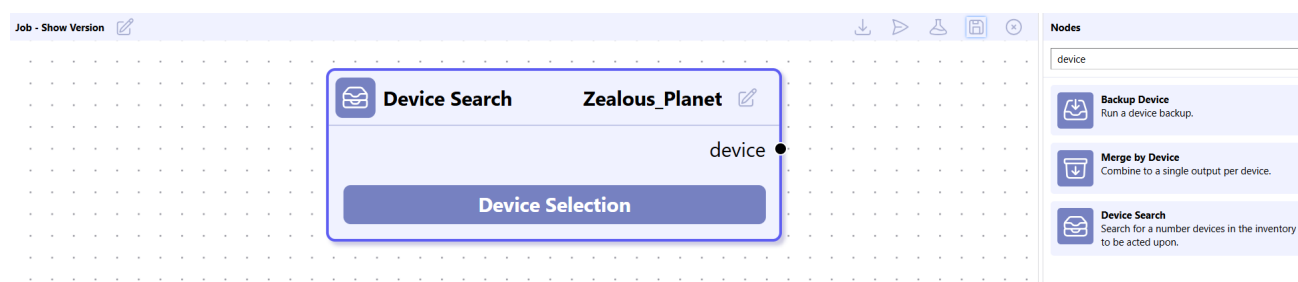 Job - Show Version
Device Search Zealous_Planet
device
Device Selection
Nodes
device
Backup Device
Run a device backup.
Merge by Device
Combine to a single output per device.
Device Search
Search for a number devices in the inventory
to be acted upon.